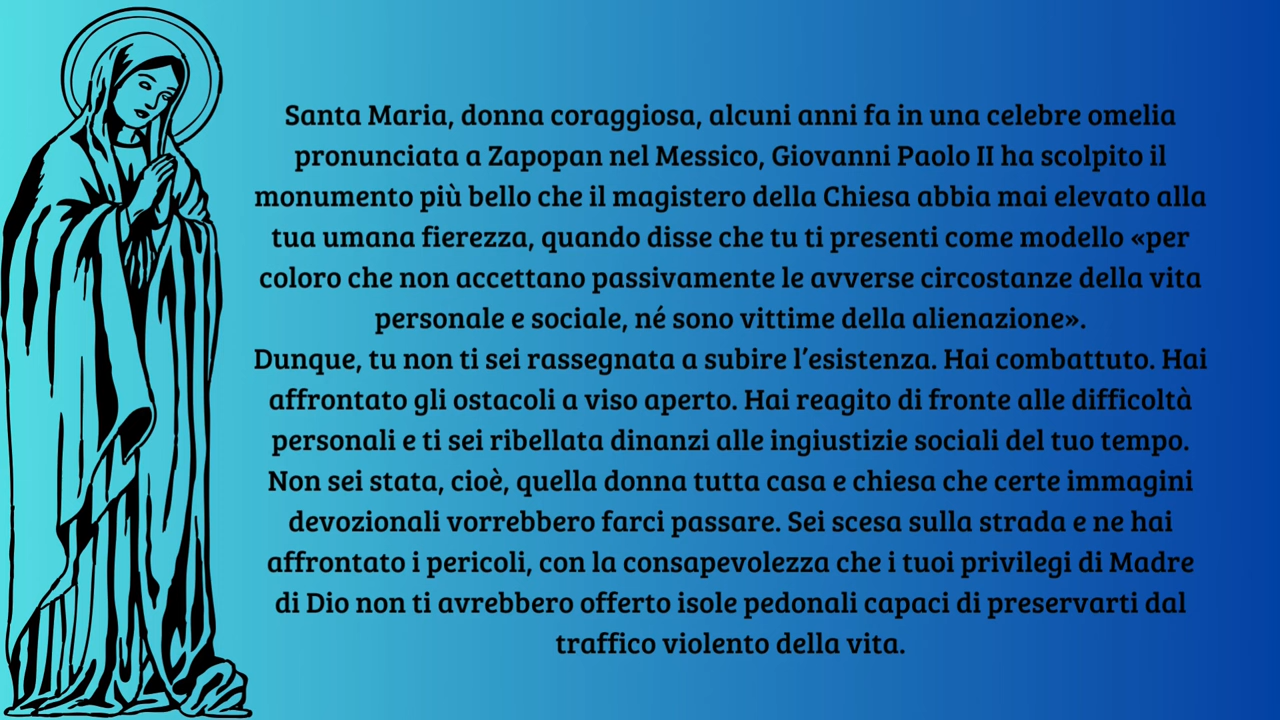 Santa Maria, donna coraggiosa, alcuni anni fa in una celebre omelia
pronunciata a Zapopan nel Messico, Giovanni Paolo II ha scolpito il
monumento più bello che il magistero della Chiesa abbia mai elevato alla
tua umana fierezza, quando disse che tu ti presenti come modello «per
coloro che non accettano passivamente le avverse circostanze della vita
personale e sociale, né sono vittime della alienazione».
Dunque, tu non ti sei rassegnata a subire l’esistenza. Hai combattuto. Hai
affrontato gli ostacoli a viso aperto. Hai reagito di fronte alle difficoltà
personali e ti sei ribellata dinanzi alle ingiustizie sociali del tuo tempo.
Non sei stata, cioè, quella donna tutta casa e chiesa che certe immagini
devozionali vorrebbero farci passare. Sei scesa sulla strada e ne hai
affrontato i pericoli, con la consapevolezza che i tuoi privilegi di Madre
di Dio non ti avrebbero offerto isole pedonali capaci di preservarti dal
traffico violento della vita.